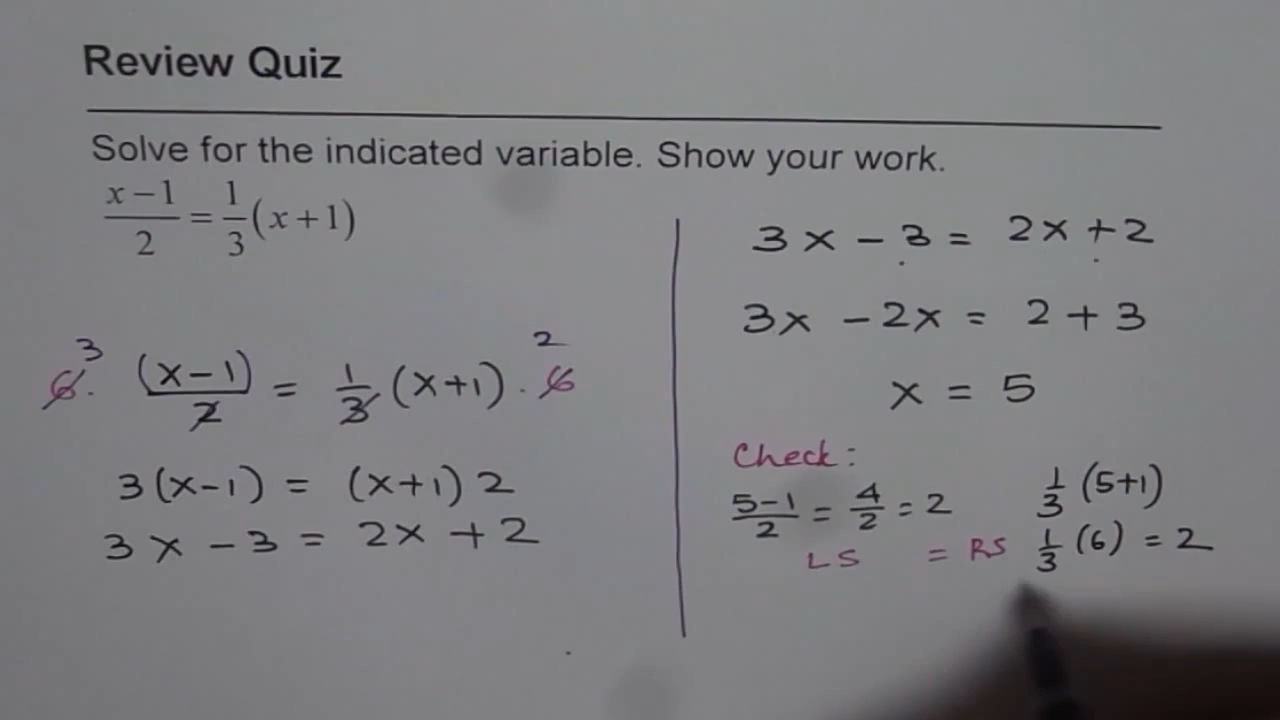 Review Quiz
Solve for the indicated variable. Show your work.
(x−1)/2 = 1/3(x+1)
3 2
6. (x−1)/2 = 1/3 (x+1) . 6
3(x−1) = (x+1) 2
3x − 3 = 2x + 2
3x − 3 = 2x + 2
3x − 2x = 2 + 3
x = 5
Check:
(5−1)/2 = 4/2 = 2 1/3 (5+1)
LS = RS 1/3 (6) = 2